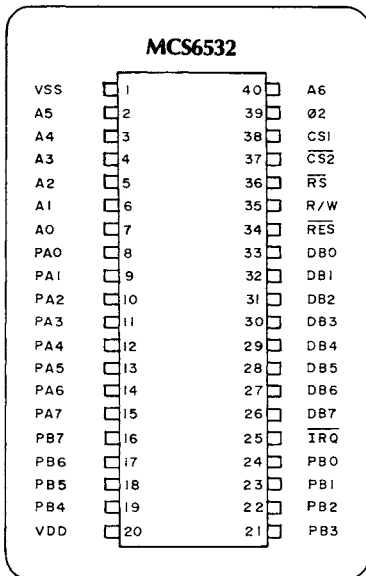 MCS6532
VSS 1 40 A6
A5 2 39 Ø2
A4 3 38 CS1
A3 4 37 C̅S̅2̅
A2 5 36 R̅S̅
A1 6 35 R/W
A0 7 34 R̅E̅S̅
PA0 8 33 DB0
PA1 9 32 DB1
PA2 10 31 DB2
PA3 11 30 DB3
PA4 12 29 DB4
PA5 13 28 DB5
PA6 14 27 DB6
PA7 15 26 DB7
PB7 16 25 I̅R̅Q̅
PB6 17 24 PB0
PB5 18 23 PB1
PB4 19 22 PB2
VDD 20 21 PB3